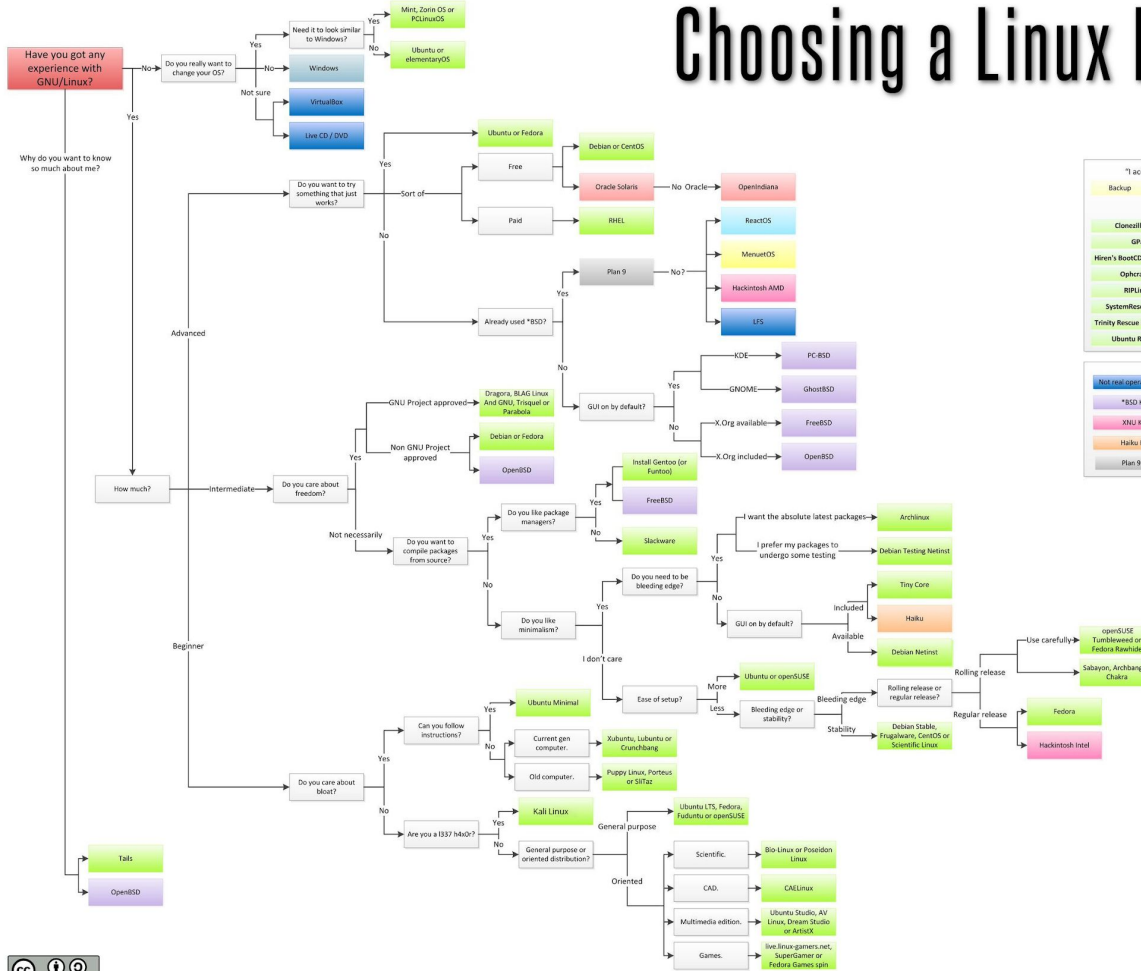 Choosing a Linux
Have you got any
experience with
GNU/Linux?
No
Do you really want to
change your OS?
Yes
Need it to look similar
to Windows?
Yes
Mint, Zorin OS or
PCLinuxOS
No
Ubuntu or
elementaryOS
No
Windows
Not sure
VirtualBox
Live CD / DVD
Yes
Why do you want to know
so much about me?
Tails
OpenBSD
How much?
Advanced
Do you want to try
something that just
works?
Yes
Ubuntu or Fedora
Sort of
Free
Debian or CentOS
Oracle Solaris
No Oracle
OpenIndiana
Paid
RHEL
No
Already used *BSD?
Yes
Plan 9
No?
ReactOS
MenuetOS
Hackintosh AMD
LFS
No
GUI on by default?
Yes
KDE
PC-BSD
GNOME
GhostBSD
No
X.Org available
FreeBSD
X.Org included
OpenBSD
Intermediate
Do you care about
freedom?
Yes
GNU Project approved
Dragora, BLAG Linux
And GNU, Trisquel or
Parabola
Non GNU Project
approved
Debian or Fedora
OpenBSD
Not necessarily
Do you want to
compile packages
from source?
Yes
Do you like package
managers?
Yes
Install Gentoo (or
Funtoo)
FreeBSD
No
Slackware
No
Do you like
minimalism?
Yes
Do you need to be
bleeding edge?
Yes
I want the absolute latest packages
Archlinux
I prefer my packages to
undergo some testing
Debian Testing Netinst
No
GUI on by default?
Included
Tiny Core
Haiku
Available
Debian Netinst
I don't care
Ease of setup?
More
Ubuntu or openSUSE
Less
Bleeding edge or
stability?
Bleeding edge
Rolling release or
regular release?
Rolling release
Use carefully
openSUSE
Tumbleweed or
Fedora Rawhide
Sabayon, Archbang
Chakra
Regular release
Fedora
Hackintosh Intel
Stability
Debian Stable,
Frugalware, CentOS or
Scientific Linux
Beginner
Do you care about
bloat?
Yes
Can you follow
instructions?
Yes
Ubuntu Minimal
No
Current gen
computer.
Xubuntu, Lubuntu or
Crunchbang
Old computer.
Puppy Linux, Porteus
or SliTaz
No
Are you a l337 h4x0r?
Yes
Kali Linux
No
General purpose or
oriented distribution?
General purpose
Ubuntu LTS, Fedora,
Fuduntu or openSUSE
Oriented
Scientific.
Bio-Linux or Poseidon
Linux
CAD.
CAELinux
Multimedia edition.
Ubuntu Studio, AV
Linux, Dream Studio
or ArtistX
Games.
live.linux-gamers.net,
SuperGamer or
Fedora Games spin
"I ac
Backup
Clonezill
GP
Hiren's BootCD
Ophcr
RIPLi
SystemResc
Trinity Rescue
Ubuntu R
Not real oper
*BSD K
XNU K
Haiku
Plan 9
cc